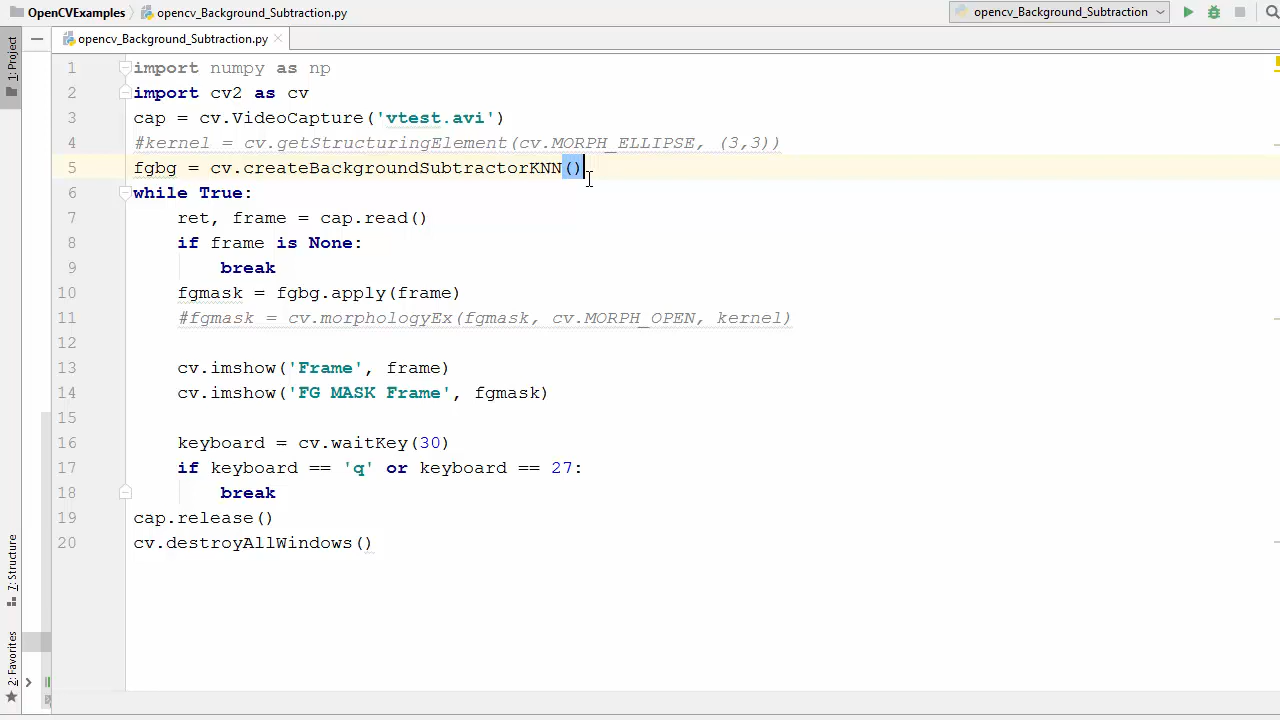 OpenCVExamples opencv_Background_Subtraction.py opencv_Background_Subtraction
1: Project
opencv_Background_Subtraction.py
1 import numpy as np
2 import cv2 as cv
3 cap = cv.VideoCapture('vtest.avi')
4 #kernel = cv.getStructuringElement(cv.MORPH_ELLIPSE, (3,3))
5 fgbg = cv.createBackgroundSubtractorKNN()
6 while True:
7     ret, frame = cap.read()
8     if frame is None:
9         break
10     fgmask = fgbg.apply(frame)
11     #fgmask = cv.morphologyEx(fgmask, cv.MORPH_OPEN, kernel)
12
13     cv.imshow('Frame', frame)
14     cv.imshow('FG MASK Frame', fgmask)
15
16     keyboard = cv.waitKey(30)
17     if keyboard == 'q' or keyboard == 27:
18         break
19 cap.release()
20 cv.destroyAllWindows()
7: Structure
2: Favorites